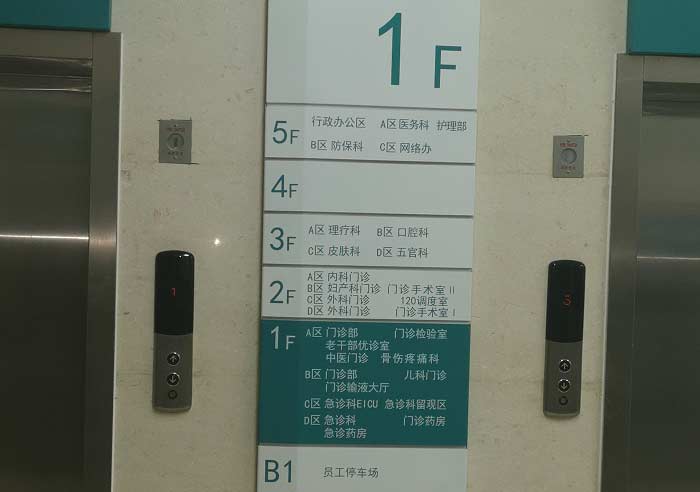 1F
5F 行政办公区 A区 医务科 护理部
B区 防保科 C区 网络办
4F
3F A区 理疗科 B区 口腔科
C区 皮肤科 D区 五官科
2F A区 内科门诊
B区 妇产科门诊 门诊手术室Ⅱ
C区 外科门诊 120调度室
D区 外科门诊 门诊手术室Ⅰ
1F A区 门诊部 门诊检验室
老干部优诊室
中医门诊 骨伤疼痛科
B区 门诊部 儿科门诊
门诊输液大厅
C区 急诊科EICU 急诊科留观区
D区 急诊科 门诊药房
急诊药房
B1 员工停车场
1
3